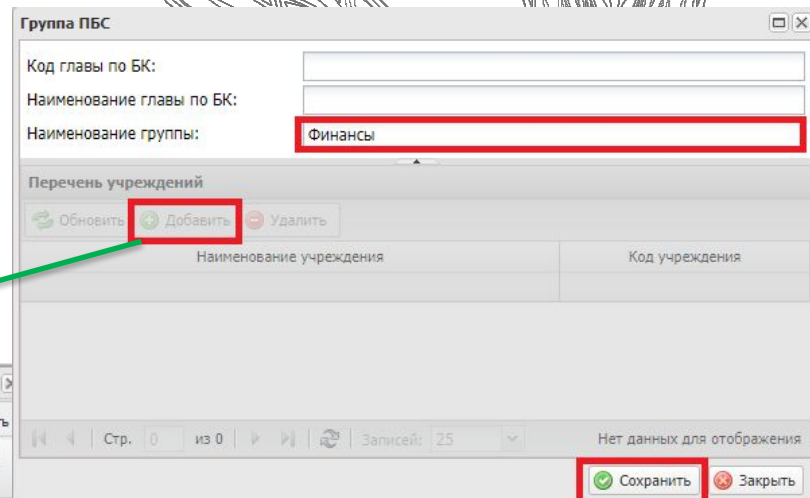 Группа ПБС
Код главы по БК:
Наименование главы по БК:
Наименование группы: Финансы
Перечень учреждений
Обновить Добавить Удалить
Наименование учреждения Код учреждения
Стр. 0 из 0 Записей: 25 Нет данных для отображения
Сохранить Закрыть